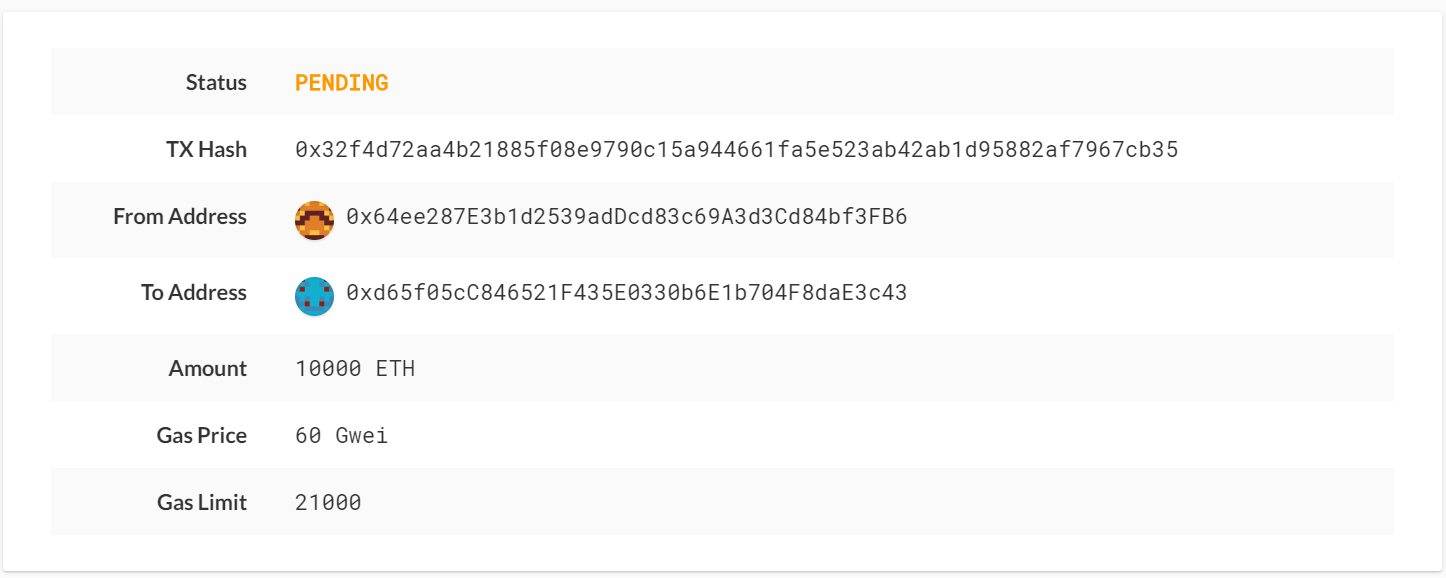 Status PENDING
TX Hash 0x32f4d72aa4b21885f08e9790c15a944661fa5e523ab42ab1d95882af7967cb35
From Address 0x64ee287E3b1d2539adDcd83c69A3d3Cd84bf3FB6
To Address 0xd65f05cC846521F435E0330b6E1b704F8daE3c43
Amount 10000 ETH
Gas Price 60 Gwei
Gas Limit 21000